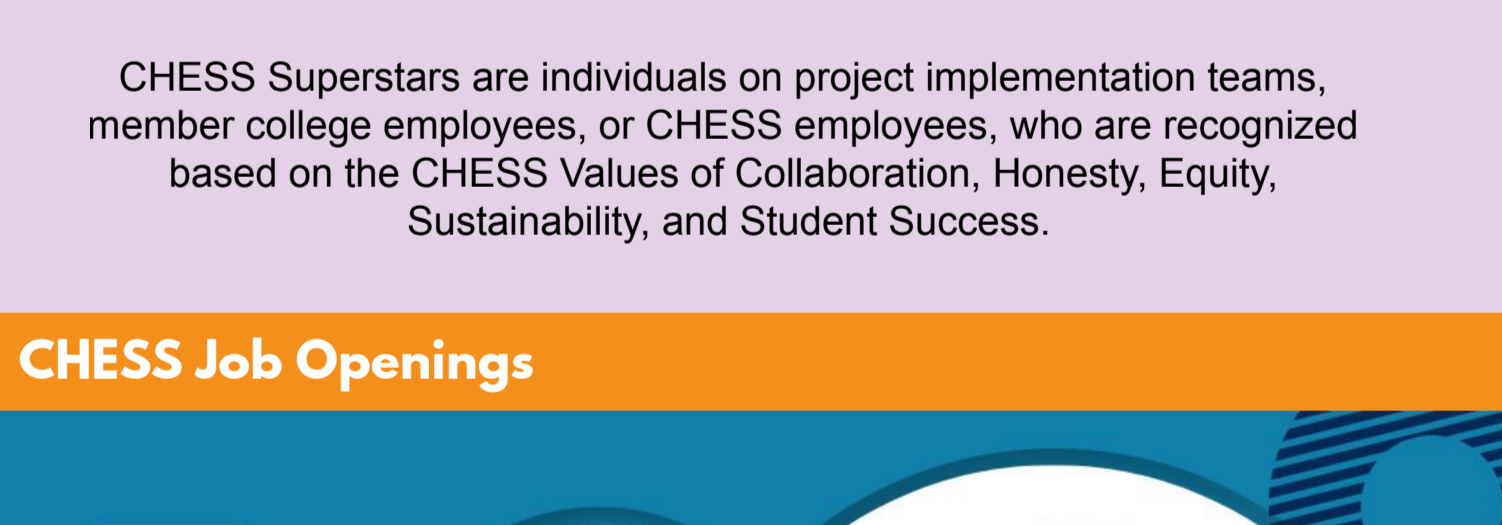 CHESS Superstars are individuals on project implementation teams,
member college employees, or CHESS employees, who are recognized
based on the CHESS Values of Collaboration, Honesty, Equity,
Sustainability, and Student Success.
CHESS Job Openings